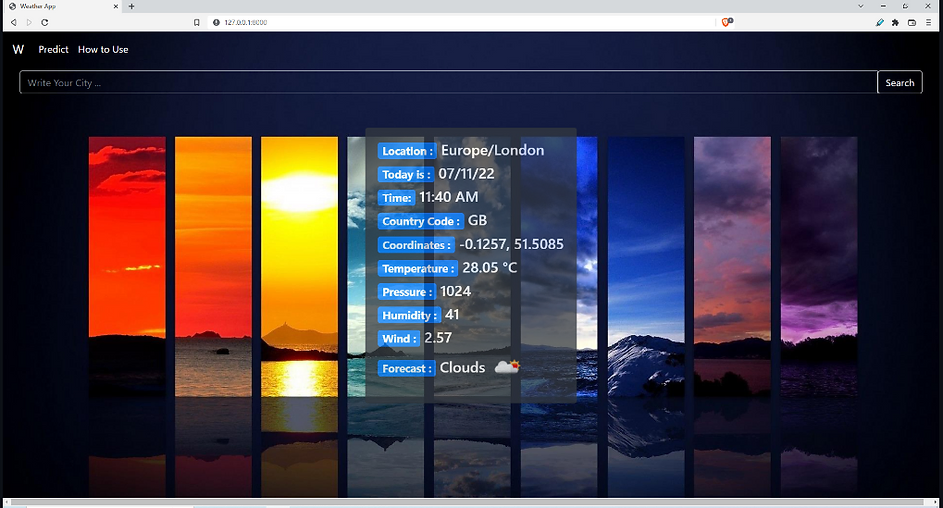 Weather App
127.0.0.1:8000
W Predict How to Use
Write Your City ...
Search
Location : Europe/London
Today is : 07/11/22
Time: 11:40 AM
Country Code : GB
Coordinates : -0.1257, 51.5085
Temperature : 28.05 °C
Pressure : 1024
Humidity : 41
Wind : 2.57
Forecast : Clouds